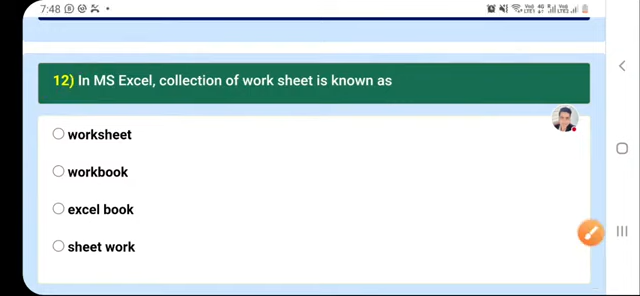 7:48
12) In MS Excel, collection of work sheet is known as
worksheet
workbook
excel book
sheet work